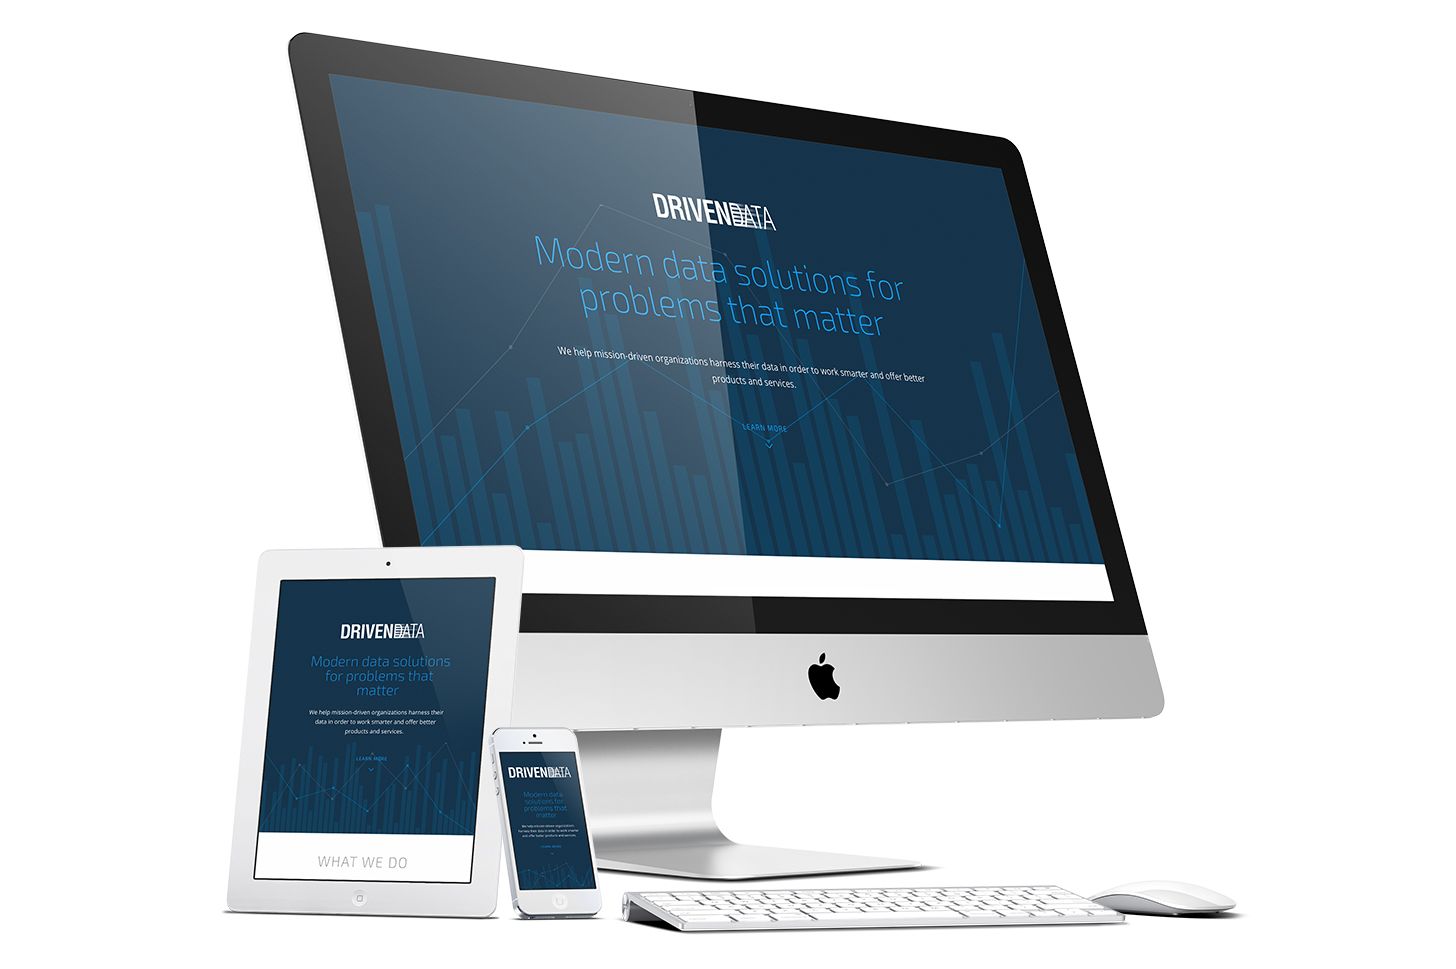 DRIVENDATA
Modern data solutions for
problems that matter
We help mission-driven organizations harness their data in order to work smarter and offer better
products and services.
LEARN MORE
DRIVENDATA
Modern data solutions
for problems that
matter
We help mission-driven organizations harness their
data in order to work smarter and offer better
products and services.
LEARN MORE
WHAT WE DO
DRIVENDATA
Modern data
solutions for
problems that
matter
We help mission-driven organizations
harness their data in order to work smarter
and offer better products and services.
LEARN MORE